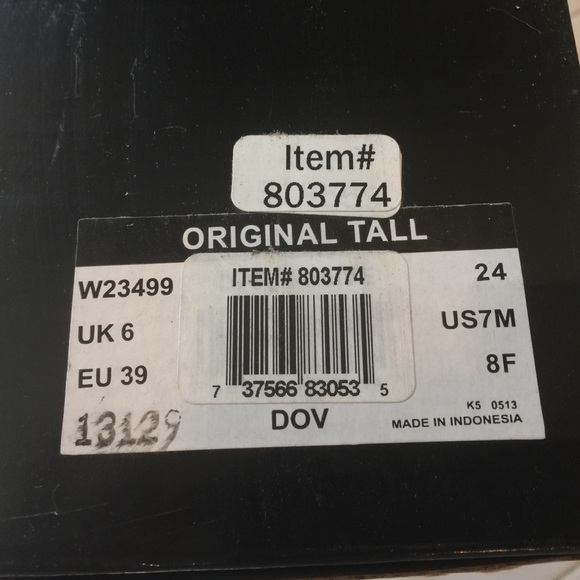 Item#
803774
ORIGINAL TALL
W23499
UK 6
EU 39
13129
ITEM# 803774
7 37566 83053 5
DOV
24
US7M
8F
K5 0513
MADE IN INDONESIA